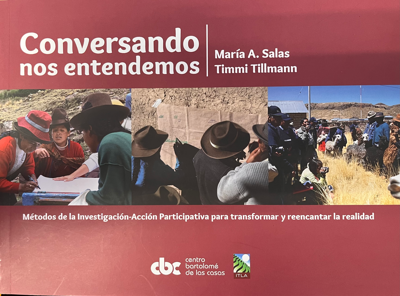 Conversando
nos entendemos
María A. Salas
Timmi Tillmann
Métodos de la Investigación-Acción Participativa para transformar y reencantar la realidad
cbc
centro
bartolomé
de las casas
ITLA